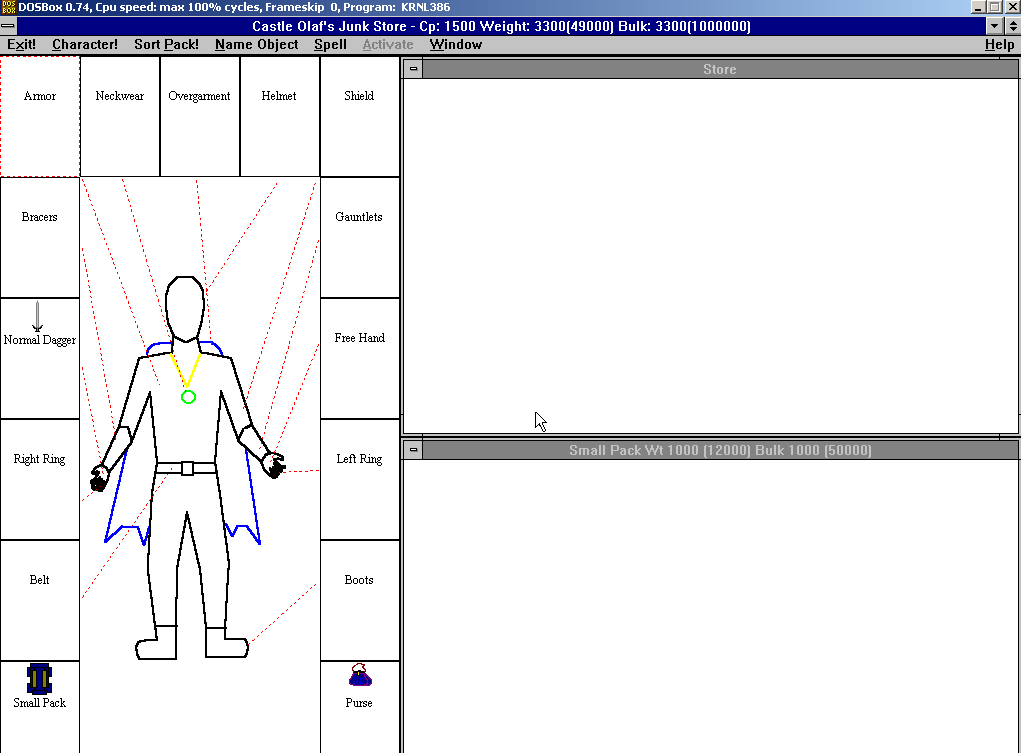 DOS BOX DOSBox 0.74, Cpu speed: max 100% cycles, Frameskip 0, Program: KRNL386
Castle Olaf's Junk Store - Cp: 1500 Weight: 3300(49000) Bulk: 3300(1000000)
Exit! Character! Sort Pack! Name Object Spell Activate Window Help
Armor Neckwear Overgarment Helmet Shield
Store
Bracers Gauntlets
Normal Dagger Free Hand
Small Pack Wt 1000 (12000) Bulk 1000 (50000)
Right Ring Left Ring
Belt Boots
Small Pack Purse